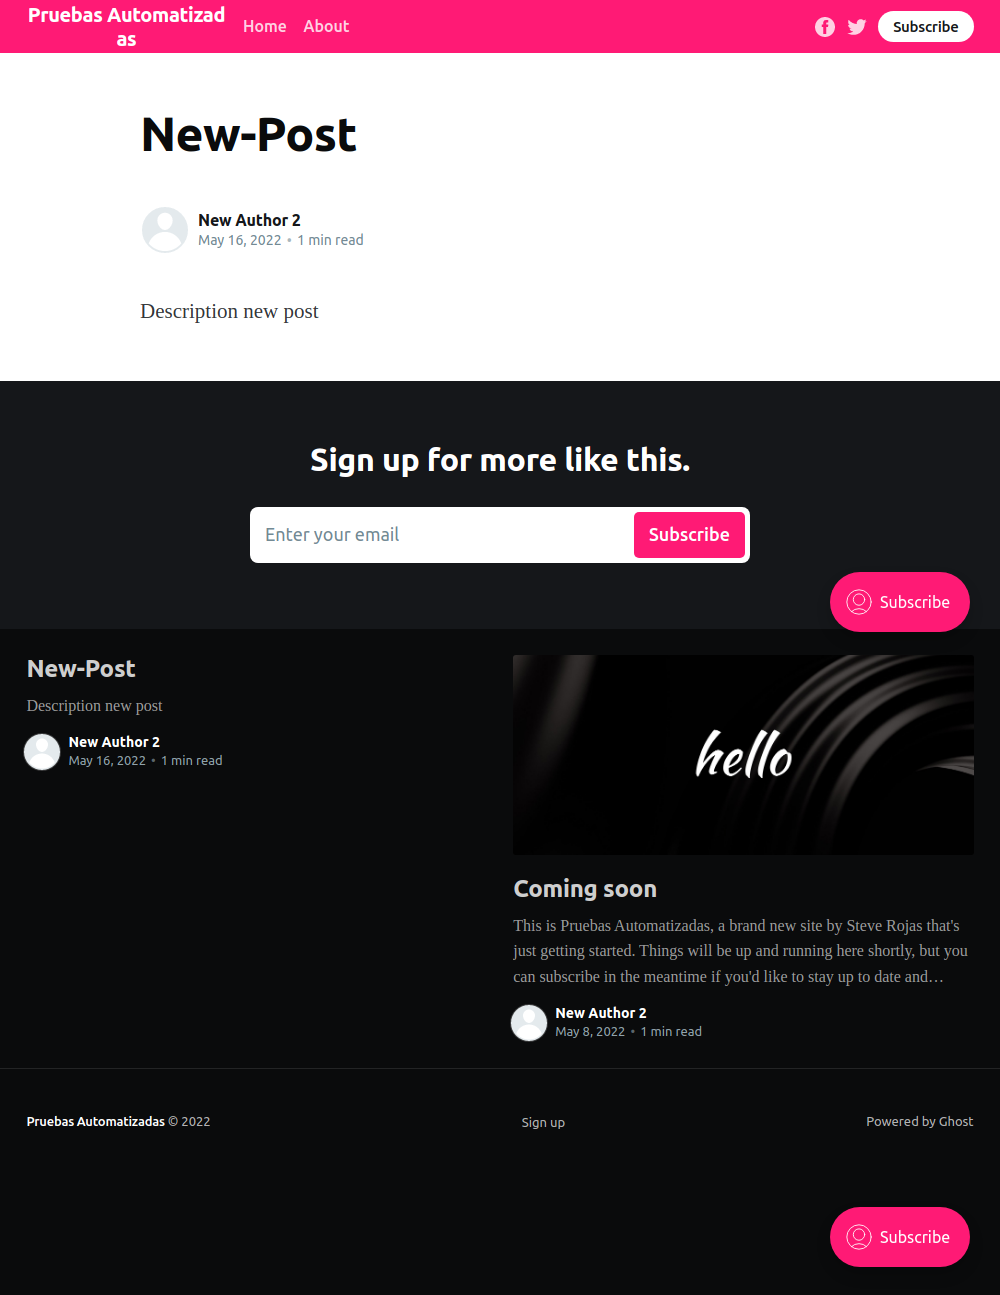 Pruebas Automatizad
as
Home
About
Subscribe
New-Post
New Author 2
May 16, 2022 • 1 min read
Description new post
Sign up for more like this.
Enter your email
Subscribe
Subscribe
New-Post
Description new post
New Author 2
May 16, 2022 • 1 min read
hello
Coming soon
This is Pruebas Automatizadas, a brand new site by Steve Rojas that's
just getting started. Things will be up and running here shortly, but you
can subscribe in the meantime if you'd like to stay up to date and…
New Author 2
May 8, 2022 • 1 min read
Pruebas Automatizadas © 2022
Sign up
Powered by Ghost
Subscribe